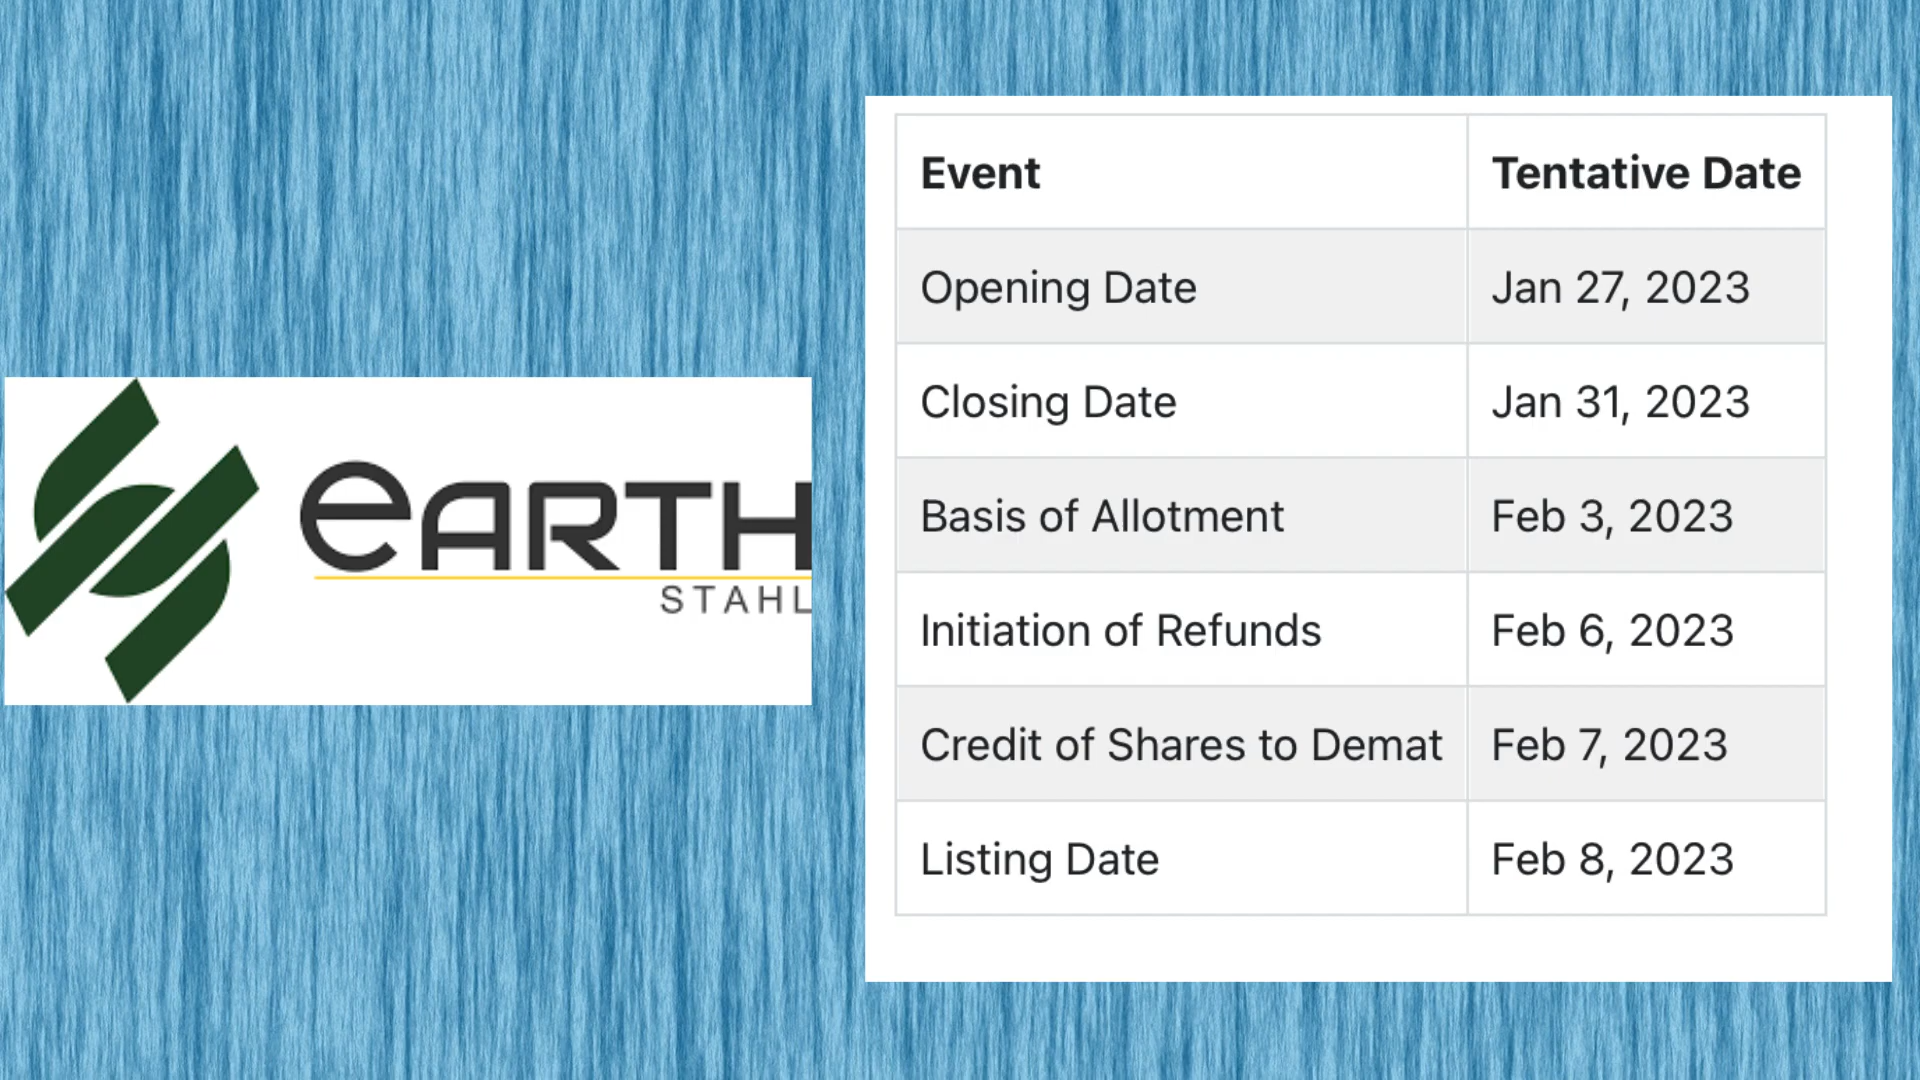 eARTH
STAHL
Event Tentative Date
Opening Date Jan 27, 2023
Closing Date Jan 31, 2023
Basis of Allotment Feb 3, 2023
Initiation of Refunds Feb 6, 2023
Credit of Shares to Demat Feb 7, 2023
Listing Date Feb 8, 2023